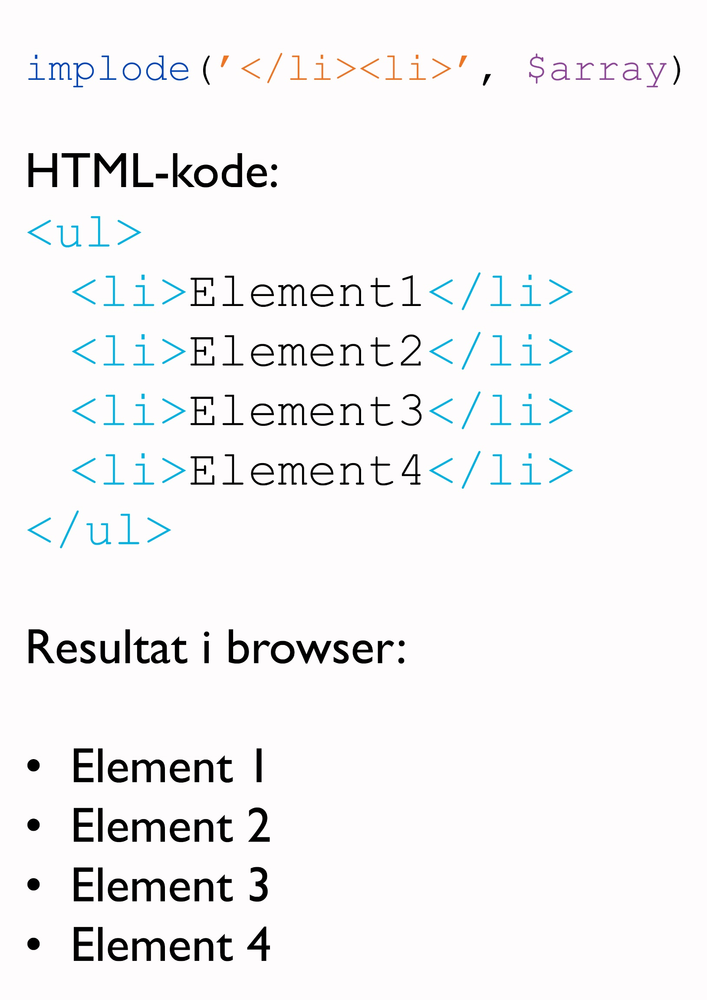 implode(’</li><li>’, $array)
HTML-kode:
<ul>
<li>Element1</li>
<li>Element2</li>
<li>Element3</li>
<li>Element4</li>
</ul>
Resultat i browser:
• Element 1
• Element 2
• Element 3
• Element 4